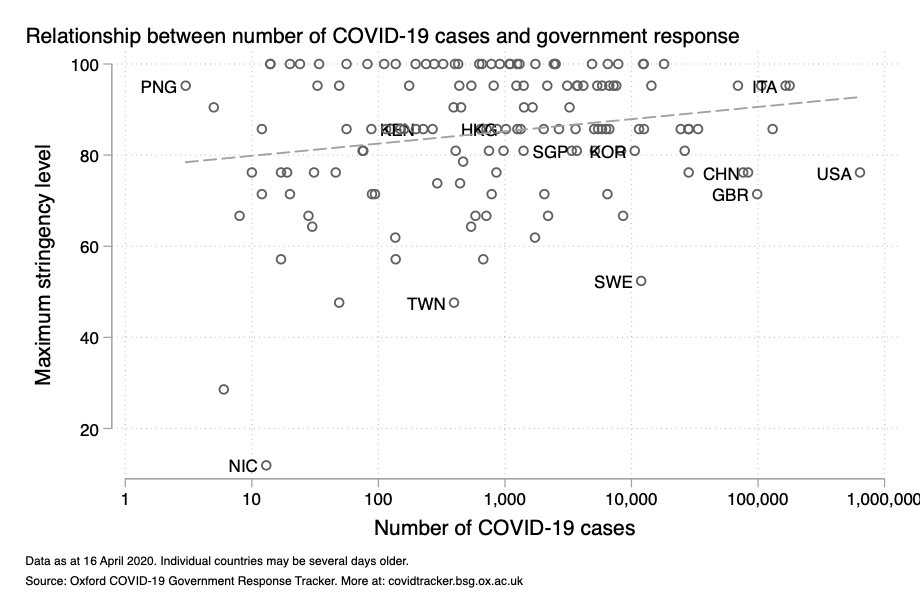 Relationship between number of COVID-19 cases and government response
Maximum stringency level
100
80
60
40
20
PNG
ITA
KEN
HKG
SGP
KOR
CHN
USA
GBR
SWE
TWN
NIC
1
10
100
1,000
10,000
100,000
1,000,000
Number of COVID-19 cases
Data as at 16 April 2020. Individual countries may be several days older.
Source: Oxford COVID-19 Government Response Tracker. More at: covidtracker.bsg.ox.ac.uk